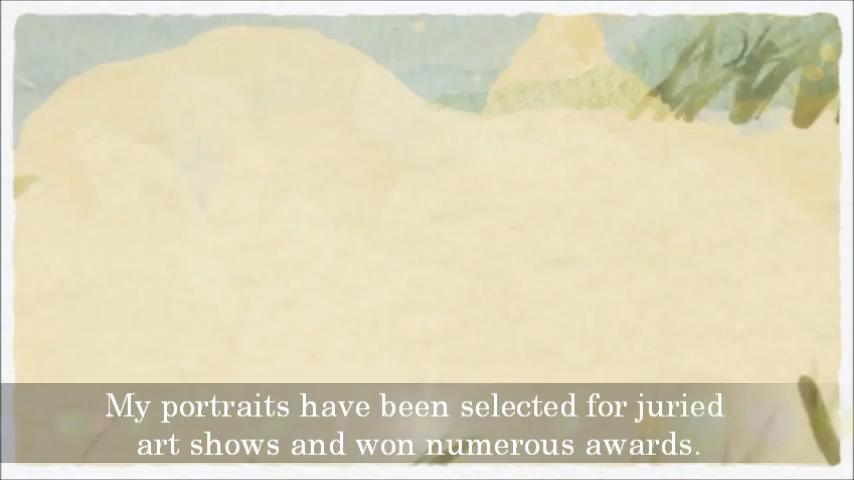 My portraits have been selected for juried
art shows and won numerous awards.